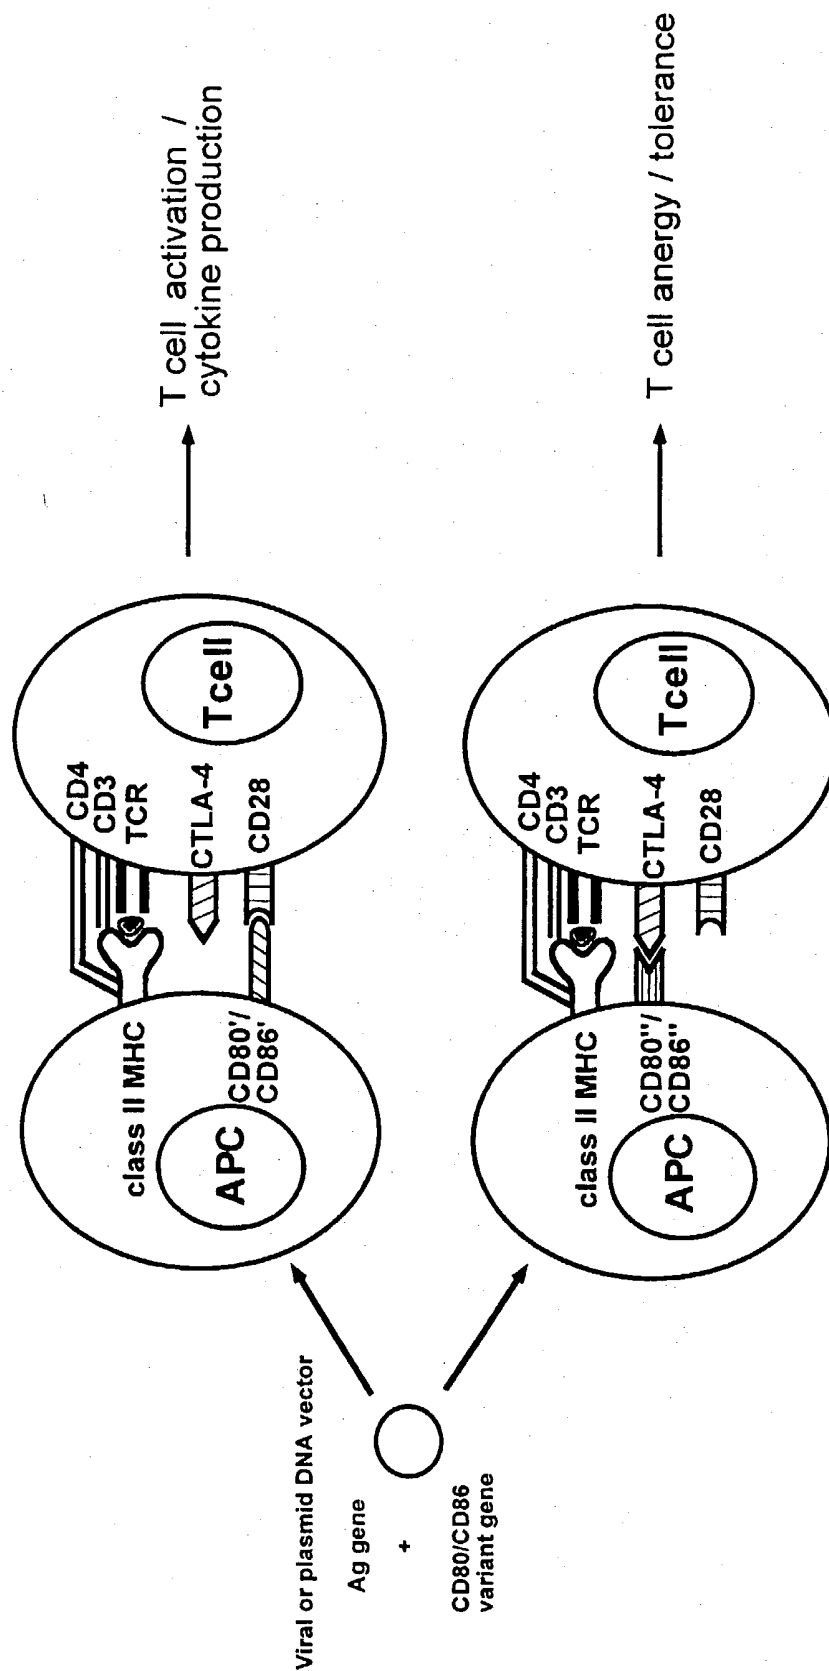 Viral or plasmid DNA vector
Ag gene
+
CD80/CD86
variant gene
class II MHC
APC
CD80'/
CD86'
CD4
CD3
TCR
CTLA-4
CD28
Tcell
T cell activation /
cytokine production
class II MHC
APC
CD80"/
CD86"
CD4
CD3
TCR
CTLA-4
CD28
Tcell
T cell anergy / tolerance